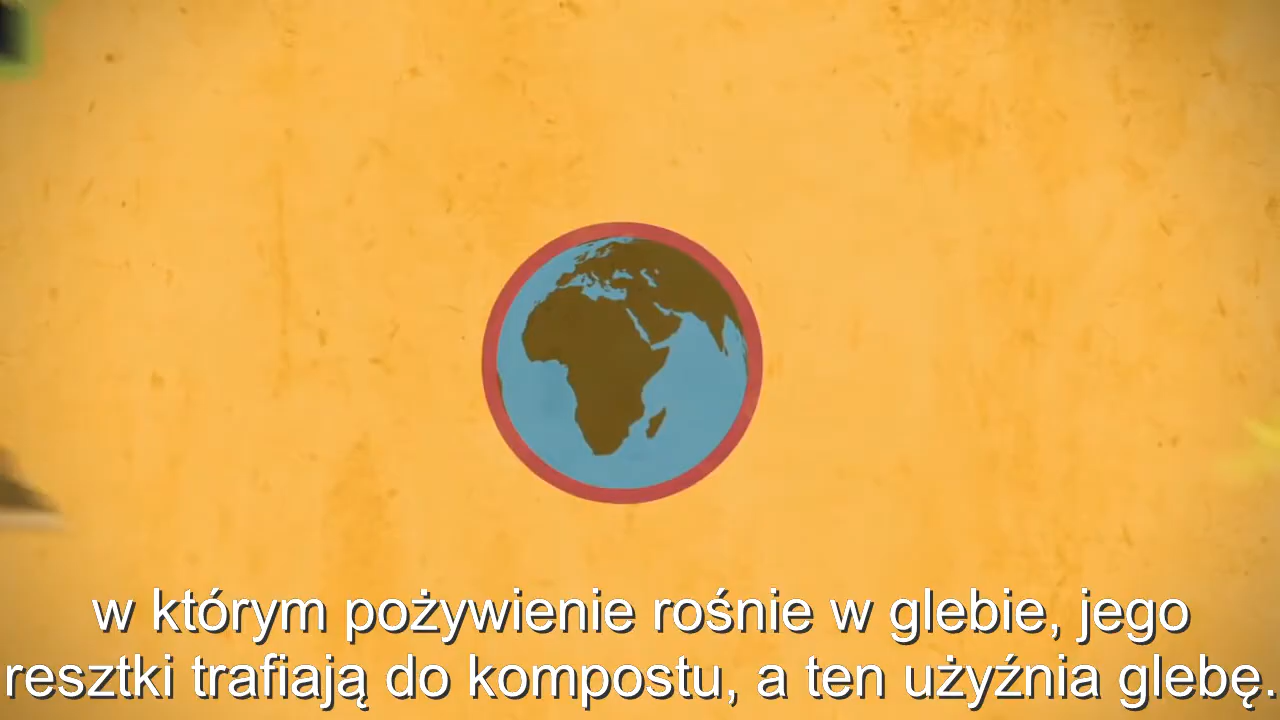 w którym pożywienie rośnie w glebie, jego
resztki trafiają do kompostu, a ten użyźnia glebę.